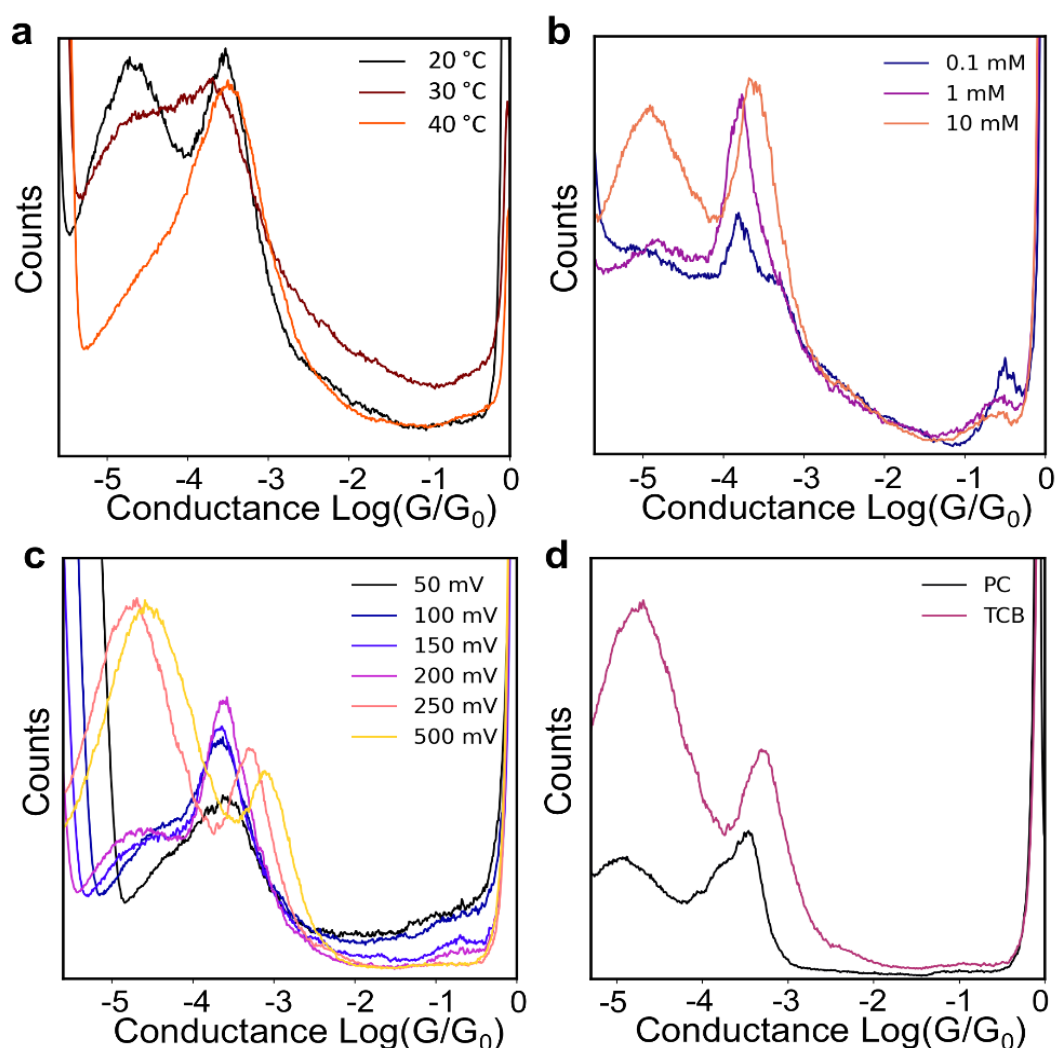 a
20 °C
30 °C
40 °C
Counts
-5 -4 -3 -2 -1 0
Conductance Log(G/G₀)
b
0.1 mM
1 mM
10 mM
Counts
-5 -4 -3 -2 -1 0
Conductance Log(G/G₀)
c
50 mV
100 mV
150 mV
200 mV
250 mV
500 mV
Counts
-5 -4 -3 -2 -1 0
Conductance Log(G/G₀)
d
PC
TCB
Counts
-5 -4 -3 -2 -1 0
Conductance Log(G/G₀)